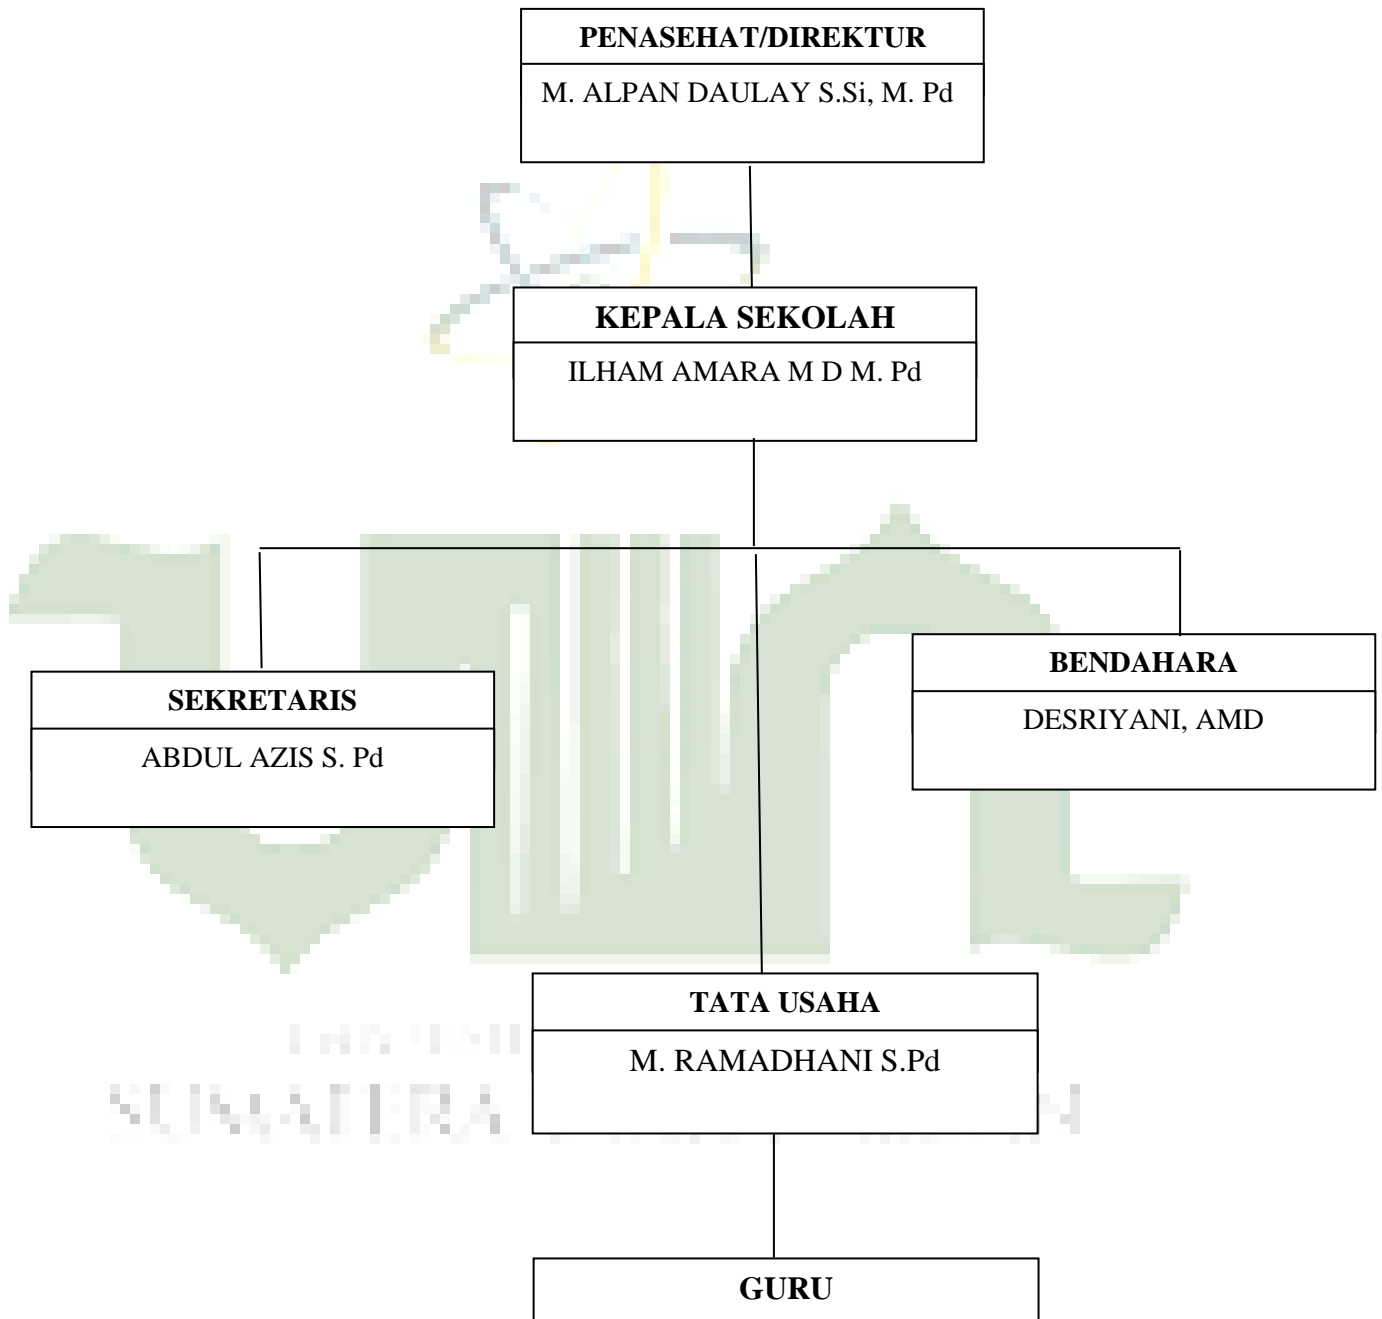 PENASEHAT/DIREKTUR
M. ALPAN DAULAY S.Si, M. Pd
KEPALA SEKOLAH
ILHAM AMARA M D M. Pd
BENDAHARA
DESRIYANI, AMD
SEKRETARIS
ABDUL AZIS S. Pd
TATA USAHA
M. RAMADHANI S.Pd
SUMATERA
GURU